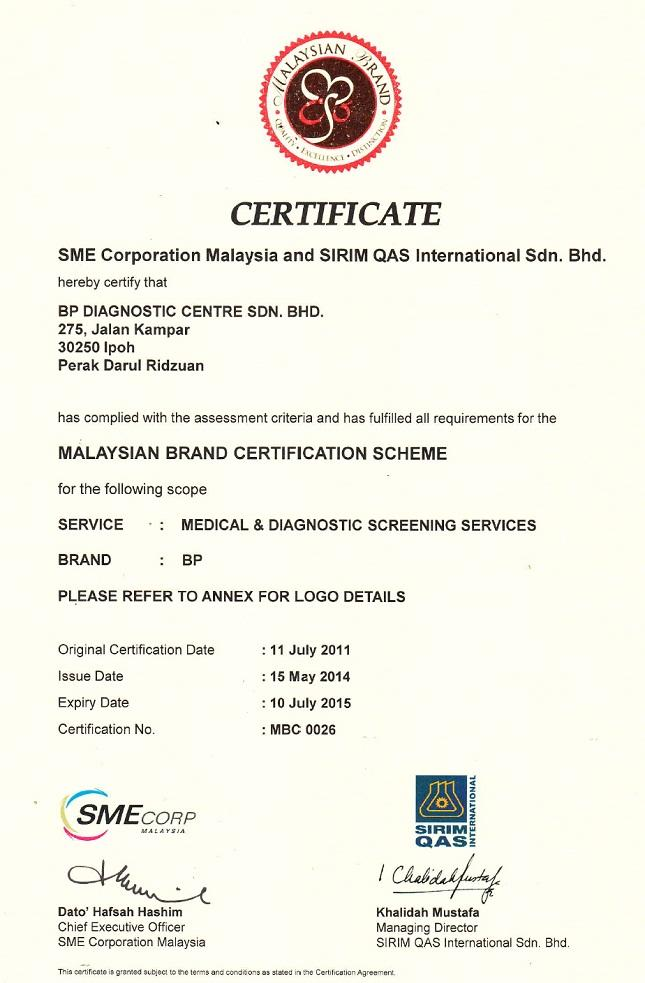 MALAYSIAN BRAND
QUALITY • EXCELLENCE • DISTINCTION
CERTIFICATE
SME Corporation Malaysia and SIRIM QAS International Sdn. Bhd.
hereby certify that
BP DIAGNOSTIC CENTRE SDN. BHD.
275, Jalan Kampar
30250 Ipoh
Perak Darul Ridzuan
has complied with the assessment criteria and has fulfilled all requirements for the
MALAYSIAN BRAND CERTIFICATION SCHEME
for the following scope
SERVICE : MEDICAL & DIAGNOSTIC SCREENING SERVICES
BRAND : BP
PLEASE REFER TO ANNEX FOR LOGO DETAILS
Original Certification Date : 11 July 2011
Issue Date : 15 May 2014
Expiry Date : 10 July 2015
Certification No. : MBC 0026
SME CORP
MALAYSIA
SIRIM
QAS
INTERNATIONAL
Dato' Hafsah Hashim
Chief Executive Officer
SME Corporation Malaysia
Khalidah Mustafa
Managing Director
SIRIM QAS International Sdn. Bhd.
This certificate is granted subject to the terms and conditions as stated in the Certification Agreement.